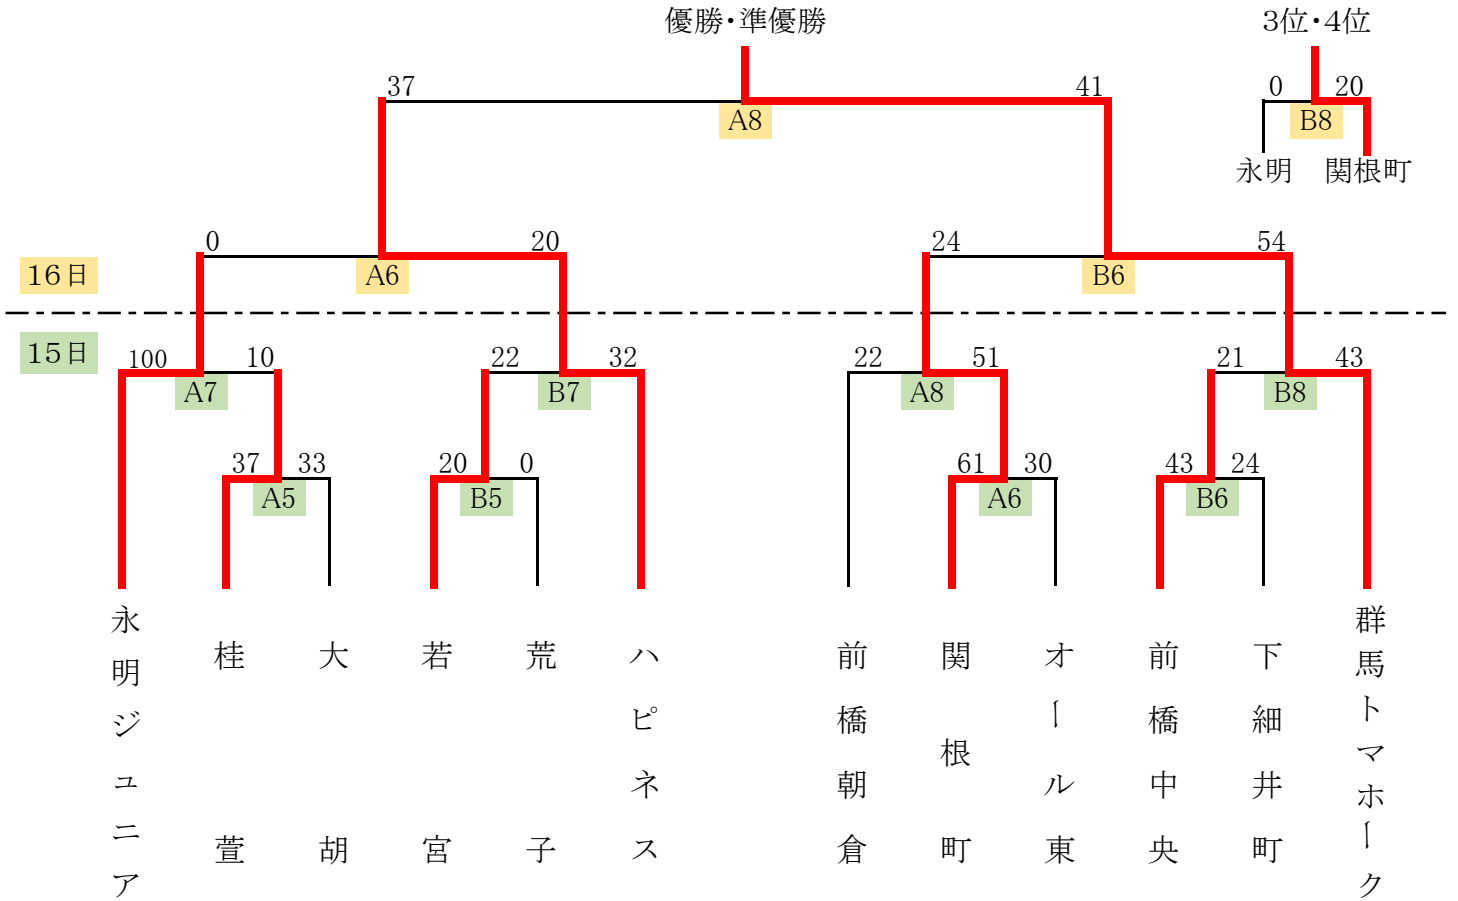 優勝・準優勝
3位・4位
37
41
0
20
A8
B8
永明
関根町
0
20
24
54
16日
A6
B6
15日
100
10
22
32
22
51
21
43
A7
B7
A8
B8
37
33
20
0
61
30
43
24
A5
B5
A6
B6
永明ジュニア
桂萱
大胡
若宮
荒子
ハピネス
前橋朝倉
関根町
オール東
前橋中央
下細井町
群馬トマホーク